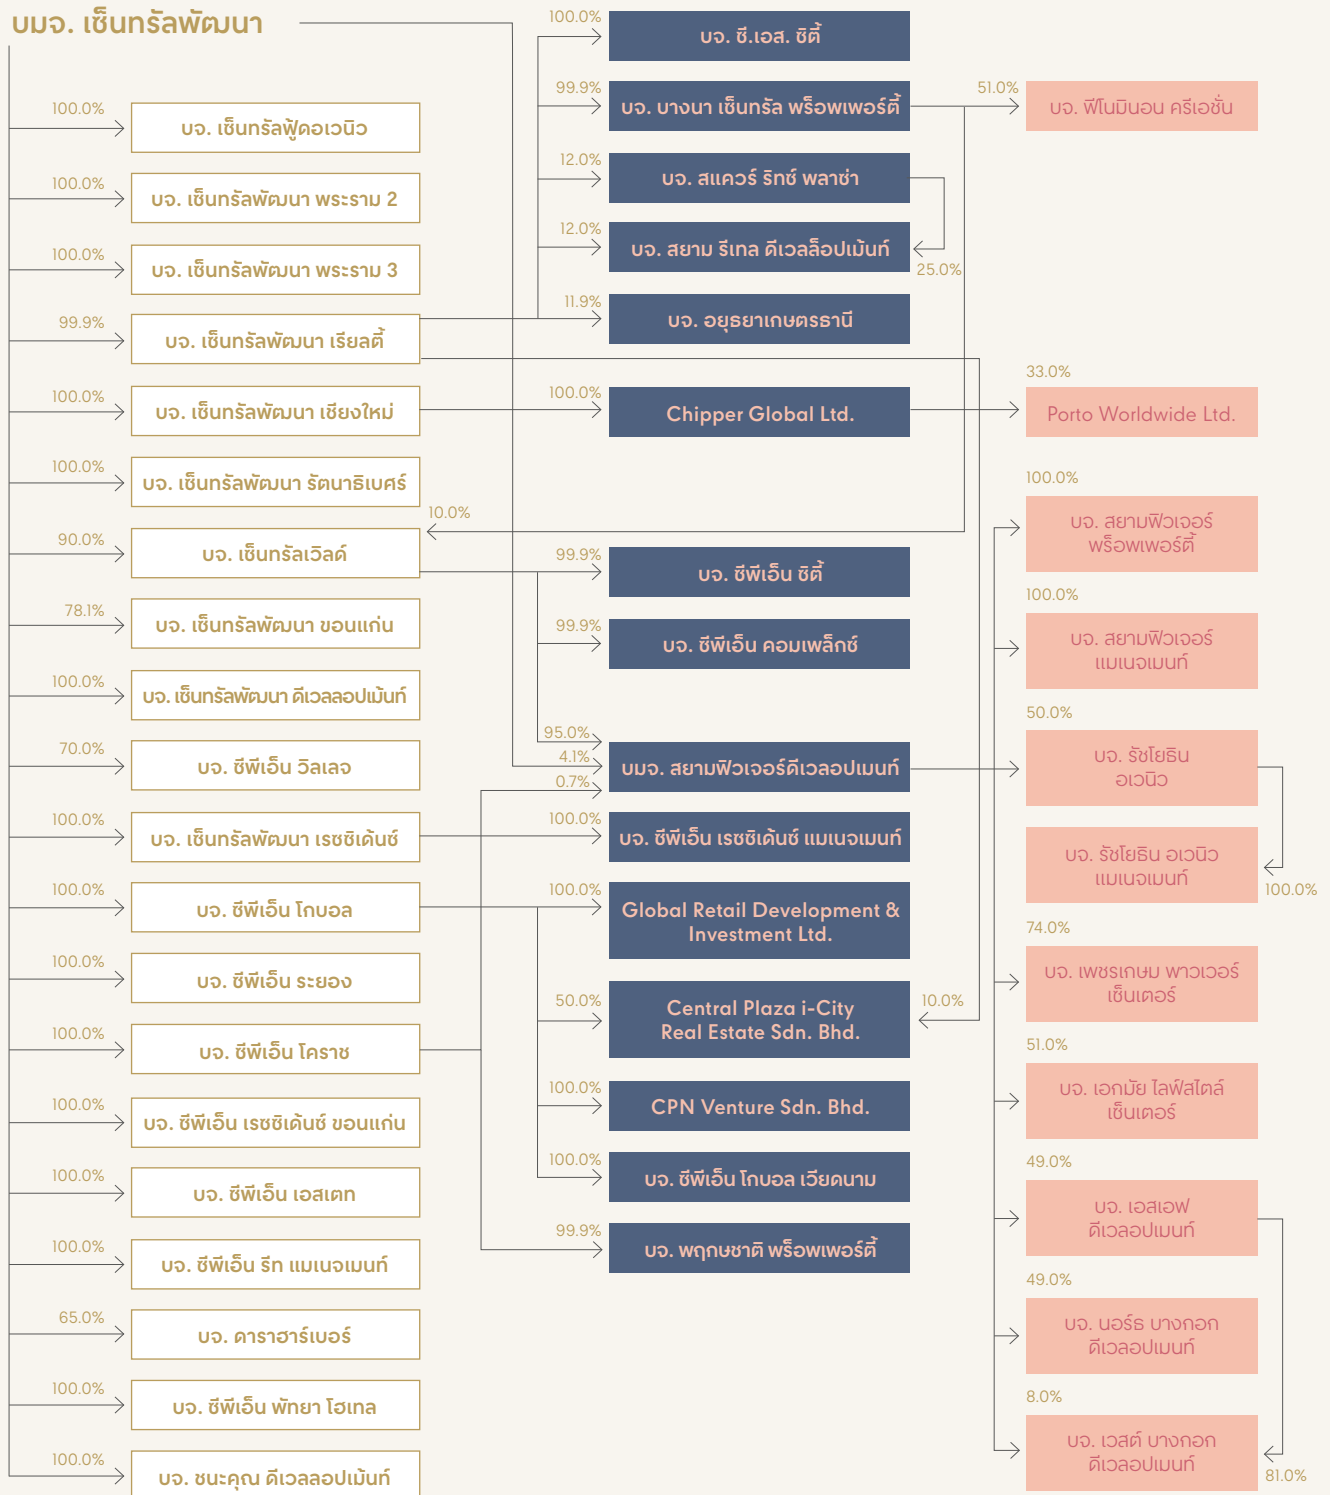 บมจ. เซ็นทรัลพัฒนา
100.0%
บจ. เซ็นทรัลฟู้ดอเวนิว
100.0%
บจ. เซ็นทรัลพัฒนา พระราม 2
100.0%
บจ. เซ็นทรัลพัฒนา พระราม 3
99.9%
บจ. เซ็นทรัลพัฒนา เรียลตี้
100.0%
บจ. เซ็นทรัลพัฒนา เชียงใหม่
100.0%
บจ. เซ็นทรัลพัฒนา รัตนาธิเบศร์
90.0%
บจ. เซ็นทรัลเวิลด์
10.0%
78.1%
บจ. เซ็นทรัลพัฒนา ขอนแก่น
100.0%
บจ. เซ็นทรัลพัฒนา ดีเวลลอปเม้นท์
70.0%
บจ. ซีพีเอ็น วิลเลจ
100.0%
บจ. เซ็นทรัลพัฒนา เรซซิเด้นซ์
100.0%
บจ. ซีพีเอ็น โกบอล
100.0%
บจ. ซีพีเอ็น ระยอง
100.0%
บจ. ซีพีเอ็น โคราช
100.0%
บจ. ซีพีเอ็น เรซซิเด้นซ์ ขอนแก่น
100.0%
บจ. ซีพีเอ็น เอสเตท
100.0%
บจ. ซีพีเอ็น รีท แมเนจเมนท์
65.0%
บจ. ดาราฮาร์เบอร์
100.0%
บจ. ซีพีเอ็น พัทยา โฮเทล
100.0%
บจ. ชนะคุณ ดีเวลลอปเม้นท์
100.0%
บจ. ซี.เอส. ซิตี้
99.9%
บจ. บางนา เซ็นทรัล พร็อพเพอร์ตี้
12.0%
บจ. สแควร์ ริทซ์ พลาซ่า
12.0%
บจ. สยาม รีเทล ดีเวลล็อปเม้นท์
25.0%
11.9%
บจ. อยุธยาเกษตรธานี
100.0%
Chipper Global Ltd.
99.9%
บจ. ซีพีเอ็น ซิตี้
99.9%
บจ. ซีพีเอ็น คอมเพล็กซ์
95.0%
4.1%
0.7%
บมจ. สยามฟิวเจอร์ดีเวลอปเมนท์
100.0%
บจ. ซีพีเอ็น เรซซิเด้นซ์ แมเนจเมนท์
100.0%
Global Retail Development &
Investment Ltd.
50.0%
Central Plaza i-City
Real Estate Sdn. Bhd.
10.0%
100.0%
CPN Venture Sdn. Bhd.
100.0%
บจ. ซีพีเอ็น โกบอล เวียดนาม
99.9%
บจ. พฤกษชาติ พร็อพเพอร์ตี้
51.0%
บจ. ฟีโนมินอน ครีเอชั่น
33.0%
Porto Worldwide Ltd.
100.0%
บจ. สยามฟิวเจอร์
พร็อพเพอร์ตี้
100.0%
บจ. สยามฟิวเจอร์
แมเนจเมนท์
50.0%
บจ. รัชโยธิน
อเวนิว
บจ. รัชโยธิน อเวนิว
แมเนจเมนท์
100.0%
74.0%
บจ. เพชรเกษม พาวเวอร์
เซ็นเตอร์
51.0%
บจ. เอกมัย ไลฟ์สไตล์
เซ็นเตอร์
49.0%
บจ. เอสเอฟ
ดีเวลอปเมนท์
49.0%
บจ. นอร์ธ บางกอก
ดีเวลอปเมนท์
8.0%
บจ. เวสต์ บางกอก
ดีเวลอปเมนท์
81.0%